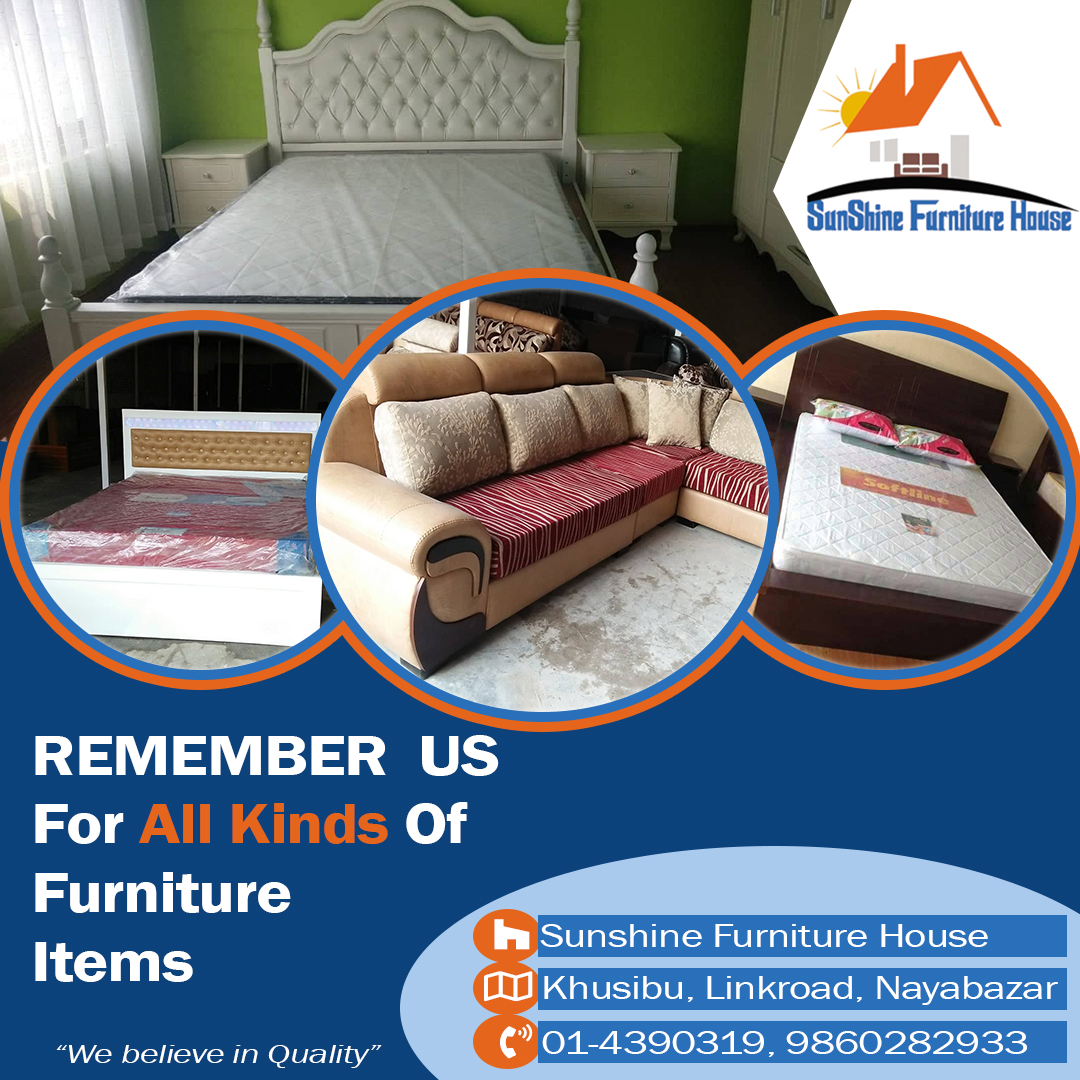 SunShine Furniture House
Softline
REMEMBER US
For All Kinds Of
Furniture
Items
“We believe in Quality”
Sunshine Furniture House
Khusibu, Linkroad, Nayabazar
01-4390319, 9860282933